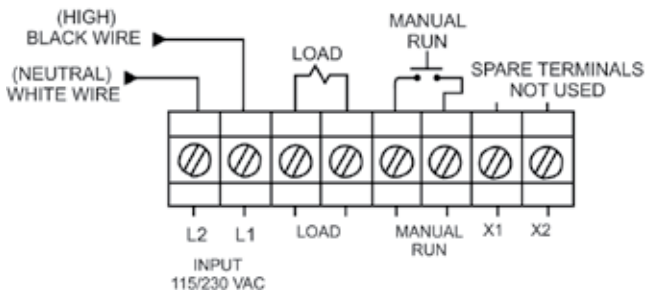 (HIGH)
BLACK WIRE
(NEUTRAL)
WHITE WIRE
LOAD
MANUAL
RUN
SPARE TERMINALS
NOT USED
L2 L1 LOAD MANUAL
RUN X1 X2
INPUT
115/230 VAC